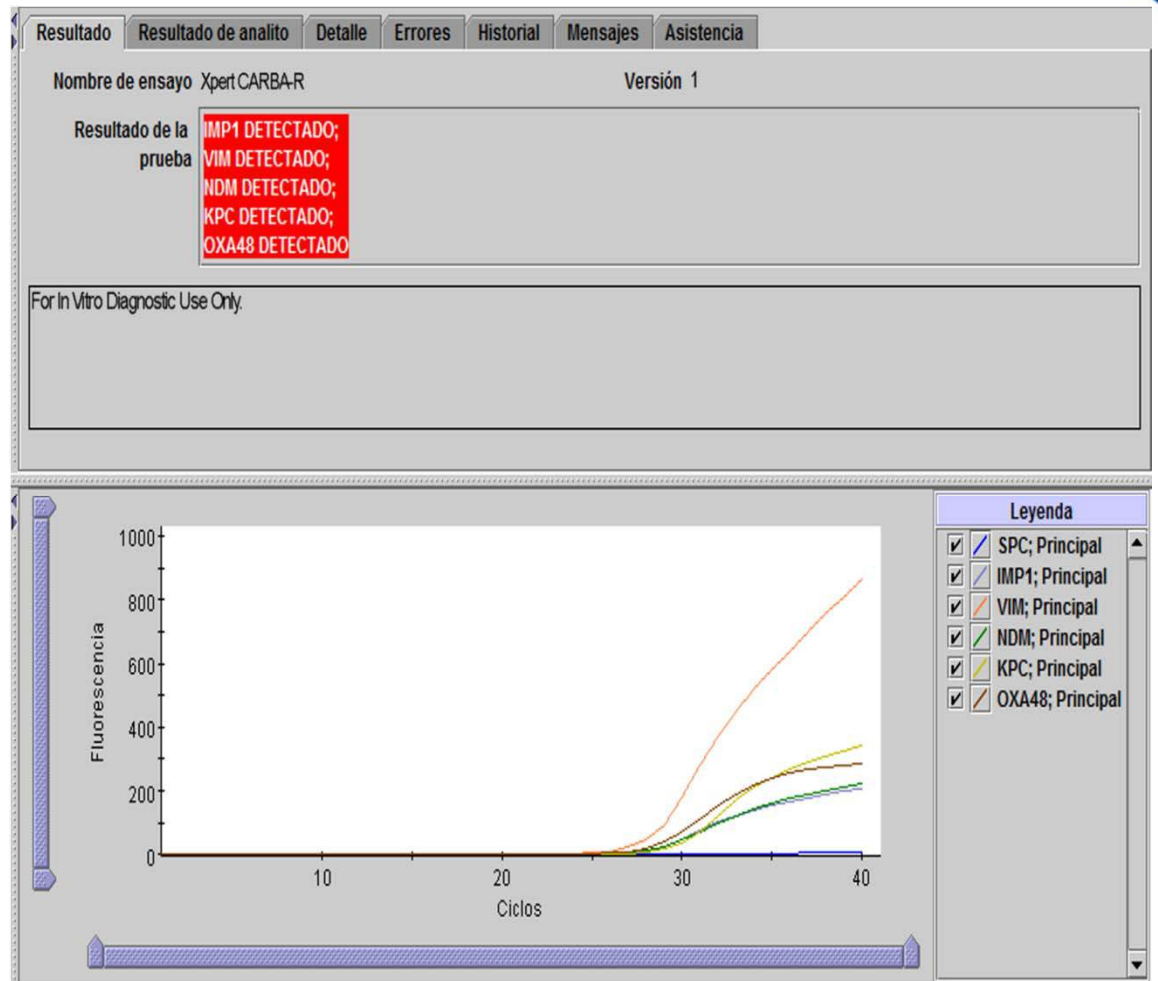 Resultado Resultado de analito Detalle Errores Historial Mensajes Asistencia
Nombre de ensayo Xpert CARBA-R Versión 1
Resultado de la prueba
IMP1 DETECTADO;
VIM DETECTADO;
NDM DETECTADO;
KPC DETECTADO;
OXA48 DETECTADO
For In Vitro Diagnostic Use Only.
Leyenda
SPC; Principal
IMP1; Principal
VIM; Principal
NDM; Principal
KPC; Principal
OXA48; Principal
Fluorescencia
1000
800
600
400
200
0
10 20 30 40
Ciclos